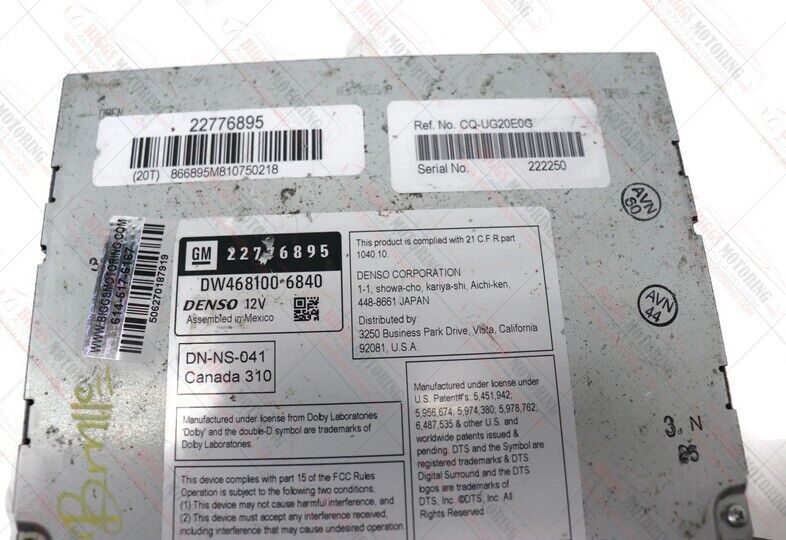 OPEN
OPEN
22776895
(20T) 866895M810750218
Ref. No. CQ-UG20E0G
Serial No. 222250
AVN
50
WWW.BIGGSMOTORING.COM
506270187919
GM 22776895
DW468100-6840
DENSO 12V
Assembled in Mexico
This product is complied with 21 C.F.R.part
1040.10.
DENSO CORPORATION
1-1, showa-cho, kariya-shi, Aichi-ken,
448-8661 JAPAN
Distributed by:
3250 Business Park Drive, Vista, California
92081, U.S.A.
AVN
44
DN-NS-041
Canada 310
Manufactured under license from Dolby Laboratories
'Dolby' and the double-D symbol are trademarks of
Dolby Laboratories.
Manufactured under license under
U.S. Patent#'s: 5,451,942,
5,956,674; 5,974,380; 5,978,762,
6,487,535 & other U.S. and
worldwide patents issued &
pending. DTS and the Symbol are
registered trademarks & DTS
Digital Surround and the DTS
logos are trademarks of
DTS, Inc. ©DTS, Inc. All
Rights Reserved
This device complies with part 15 of the FCC Rules
Operation is subject to the following two conditions;
(1) This device may not cause harmful interference, and
(2) This device must accept any interference received,
including interference that may cause undesired operation
3 N
BIGGS MOTORING